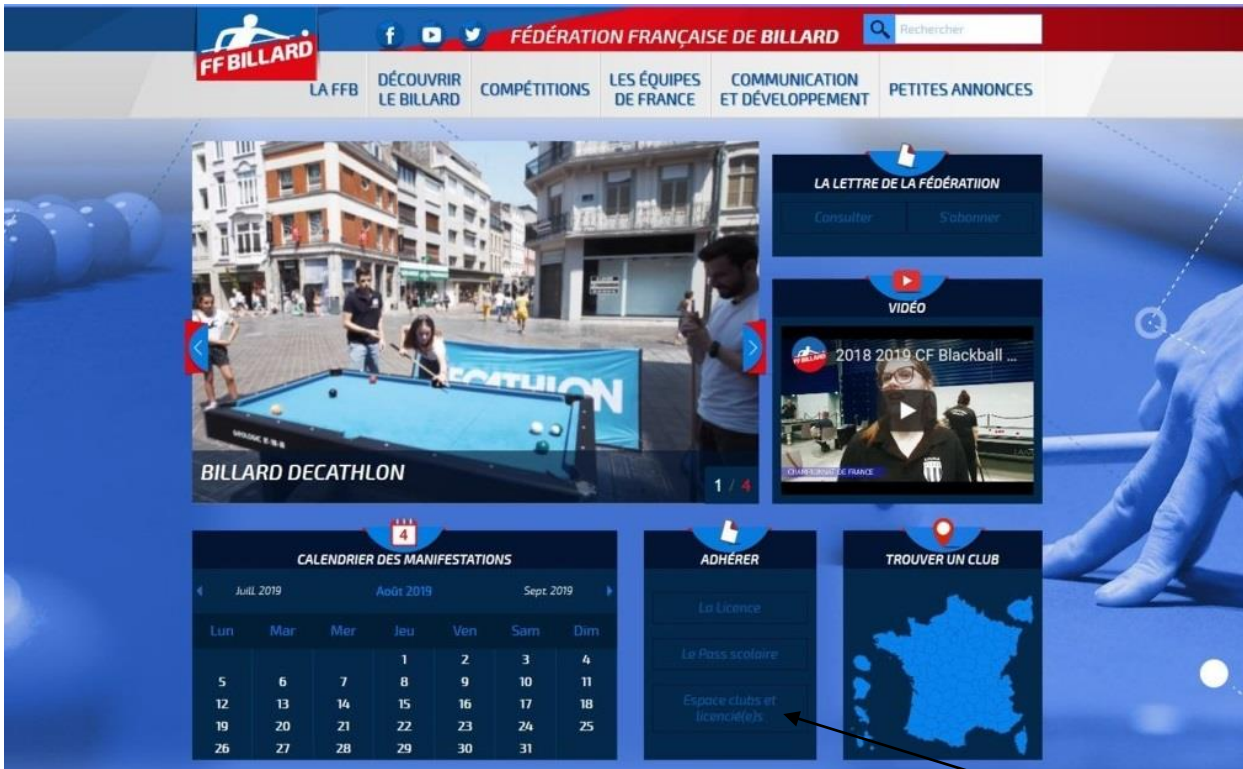 FF BILLARD
FÉDÉRATION FRANÇAISE DE BILLARD
Rechercher
LA FFB
DÉCOUVRIR
LE BILLARD
COMPÉTITIONS
LES ÉQUIPES
DE FRANCE
COMMUNICATION
ET DÉVELOPPEMENT
PETITES ANNONCES
DECATHLON
BILLARD DECATHLON
1 / 4
LA LETTRE DE LA FÉDÉRATIION
Consulter
S'abonner
VIDÉO
FF BILLARD
2018 2019 CF Blackball ...
CHAMPIONNAT DE FRANCE
4
CALENDRIER DES MANIFESTATIONS
Juill. 2019 Août 2019 Sept. 2019
Lun Mar Mer Jeu Ven Sam Dim
1 2 3 4
5 6 7 8 9 10 11
12 13 14 15 16 17 18
19 20 21 22 23 24 25
26 27 28 29 30 31
ADHÉRER
La Licence
Le Pass scolaire
Espace clubs et
licencié(e)s
TROUVER UN CLUB